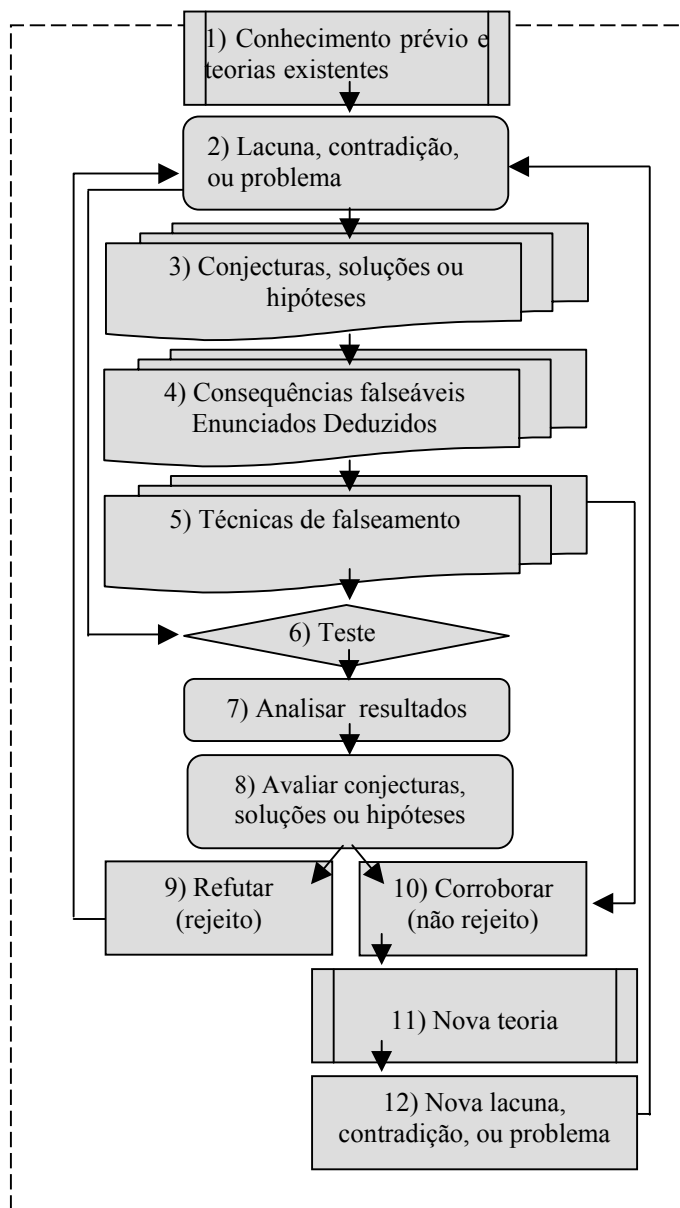 1) Conhecimento prévio e
teorias existentes
2) Lacuna, contradição,
ou problema
3) Conjecturas, soluções ou
hipóteses
4) Consequências falseáveis
Enunciados Deduzidos
5) Técnicas de falseamento
6) Teste
7) Analisar resultados
8) Avaliar conjecturas,
soluções ou hipóteses
9) Refutar
(rejeito)
10) Corroborar
(não rejeito)
11) Nova teoria
12) Nova lacuna,
contradição, ou problema